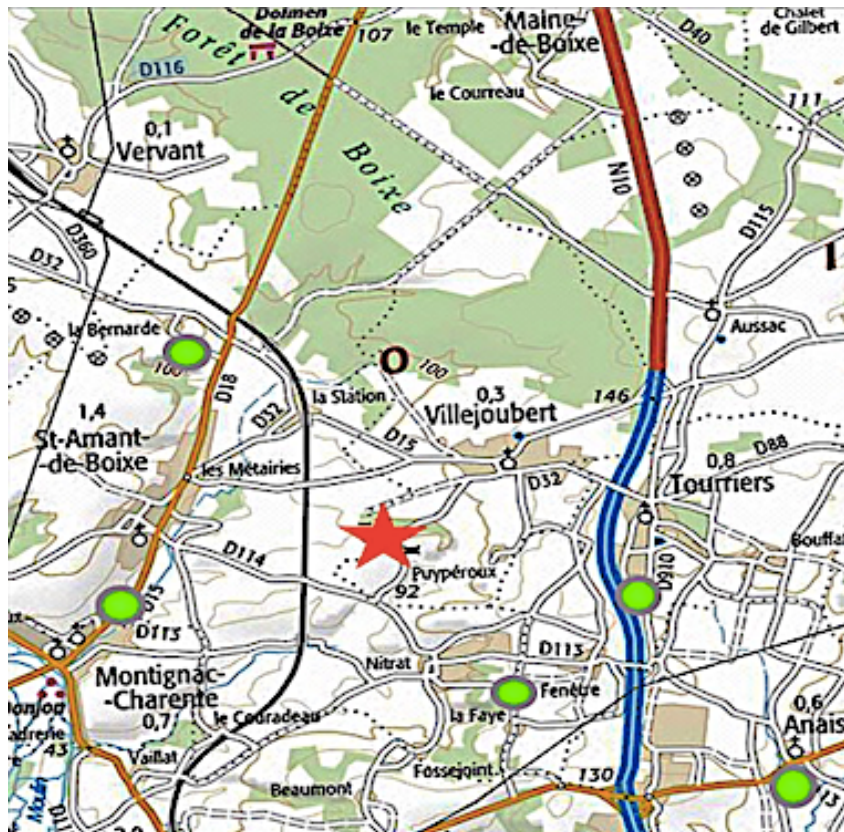 Dolmen
de la Boixe
107
le Temple
Maine
-de-Boixe
D40
Chalet
de Gilbert
Forêt
de
Boixe
D116
le Courreau
111
0,1
Vervant
N10
D360
D32
D115
la Bernarde
100
D18
O
100
Aussac
146
la Station
0,3
Villejoubert
1,4
St-Amant-
-de-Boixe
D32
D15
les Métairies
D32
D88
0,8
Tourriers
D114
Puypéroux
92
D113
Nitrat
D113
Fenêtre
la Faye
Montignac-
-Charente
0,7
le Couradeau
43
Vaillat
Moulin
Fossejoint
Beaumont
130
0,6
Anais